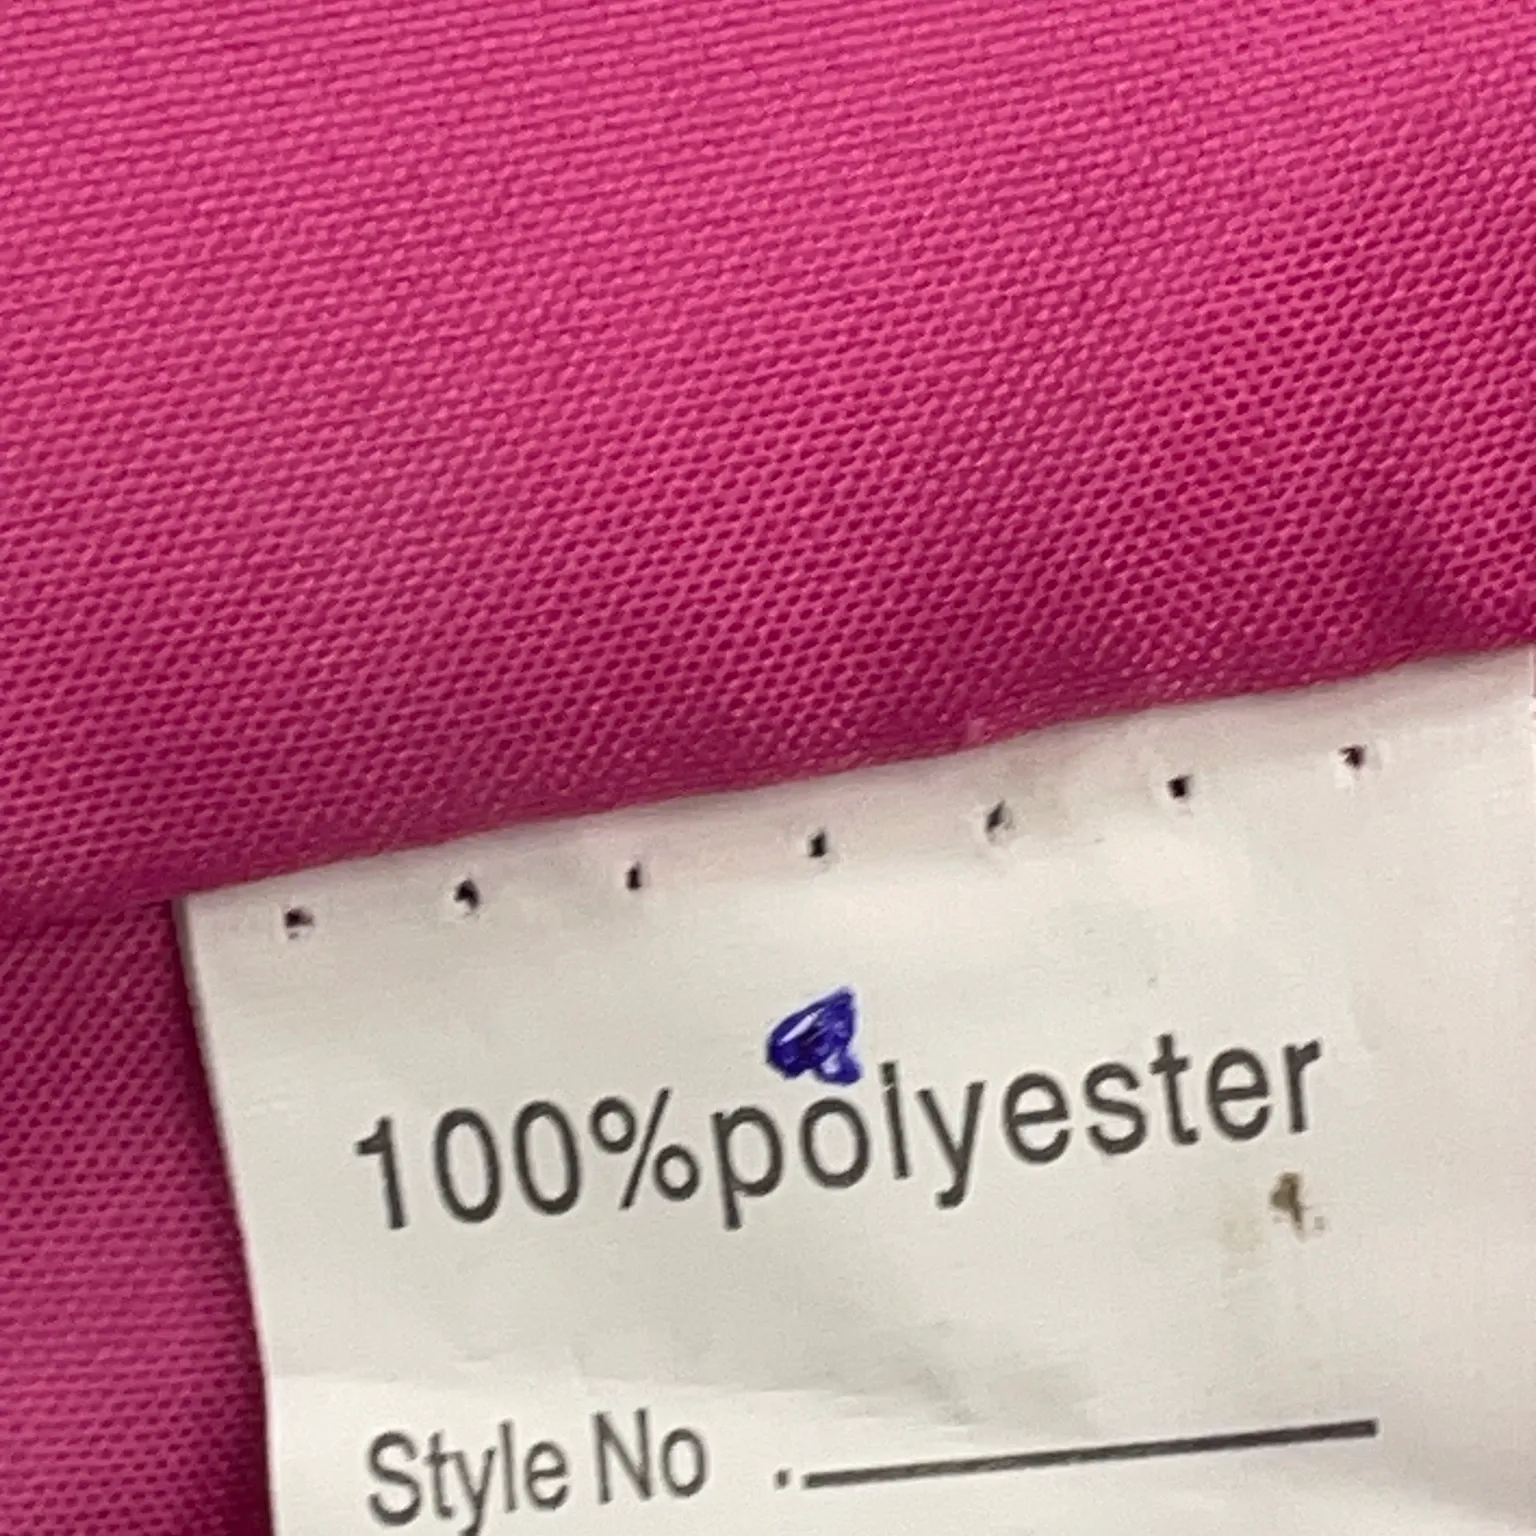 100%polyester
Style No .